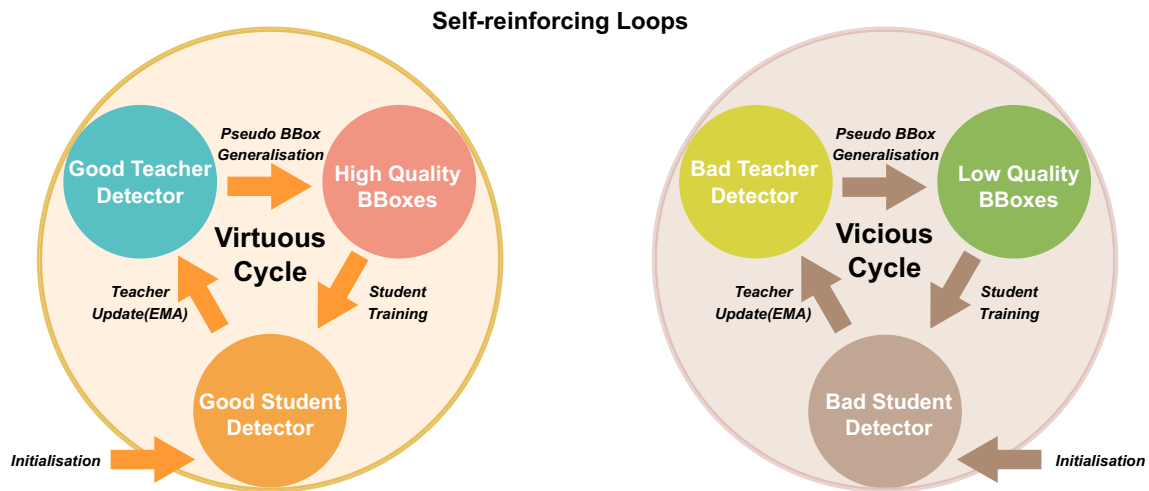 Self-reinforcing Loops
Good Teacher
Detector
Pseudo BBox
Generalisation
High Quality
BBoxes
Virtuous
Cycle
Teacher
Update(EMA)
Student
Training
Good Student
Detector
Initialisation
Bad Teacher
Detector
Pseudo BBox
Generalisation
Low Quality
BBoxes
Vicious
Cycle
Teacher
Update(EMA)
Student
Training
Bad Student
Detector
Initialisation